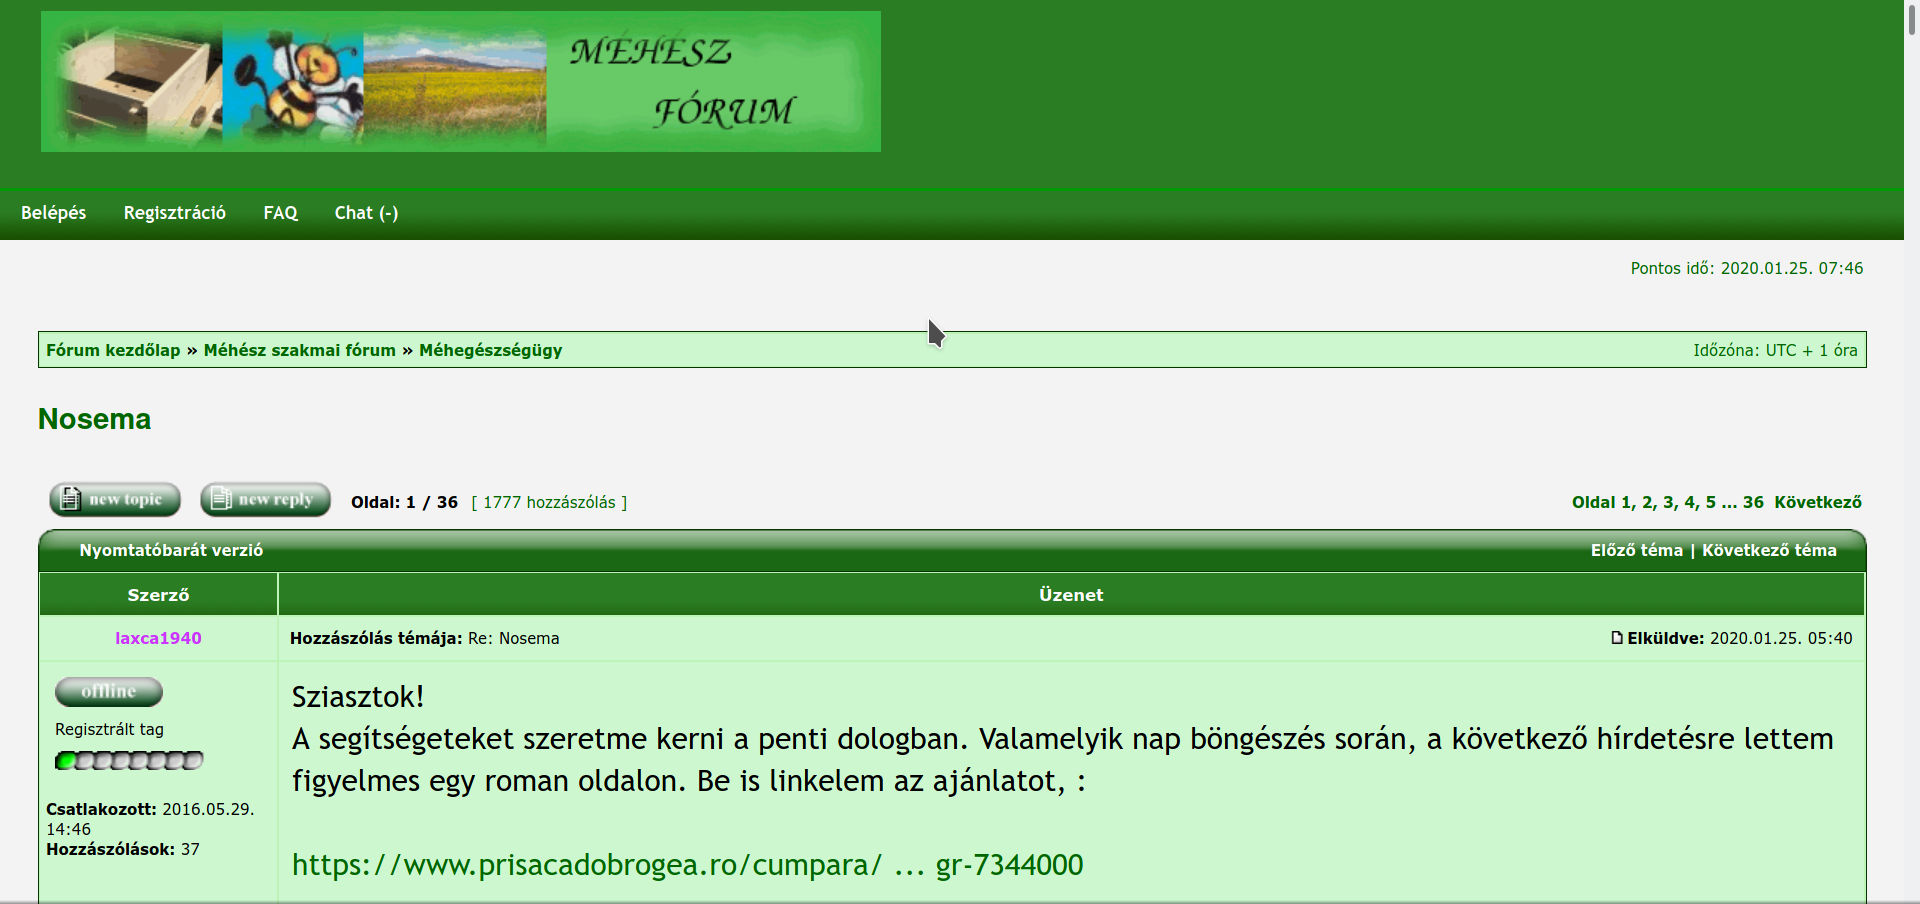 MÉHÉSZ
FÓRUM
Belépés Regisztráció FAQ Chat (-)
Pontos idő: 2020.01.25. 07:46
Fórum kezdőlap » Méhész szakmai fórum » Méhegészségügy Időzóna: UTC + 1 óra
Nosema
new topic new reply Oldal: 1 / 36 [ 1777 hozzászólás ] Oldal 1, 2, 3, 4, 5 ... 36 Következő
Nyomtatóbarát verzió Előző téma | Következő téma
Szerző Üzenet
laxca1940 Hozzászólás témája: Re: Nosema Elküldve: 2020.01.25. 05:40
offline
Regisztrált tag
Csatlakozott: 2016.05.29.
14:46
Hozzászólások: 37
Sziasztok!
A segítségeteket szeretme kerni a penti dologban. Valamelyik nap böngészés során, a következő hírdetésre lettem
figyelmes egy roman oldalon. Be is linkelem az ajánlatot, :
https://www.prisacadobrogea.ro/cumpara/ ... gr-7344000